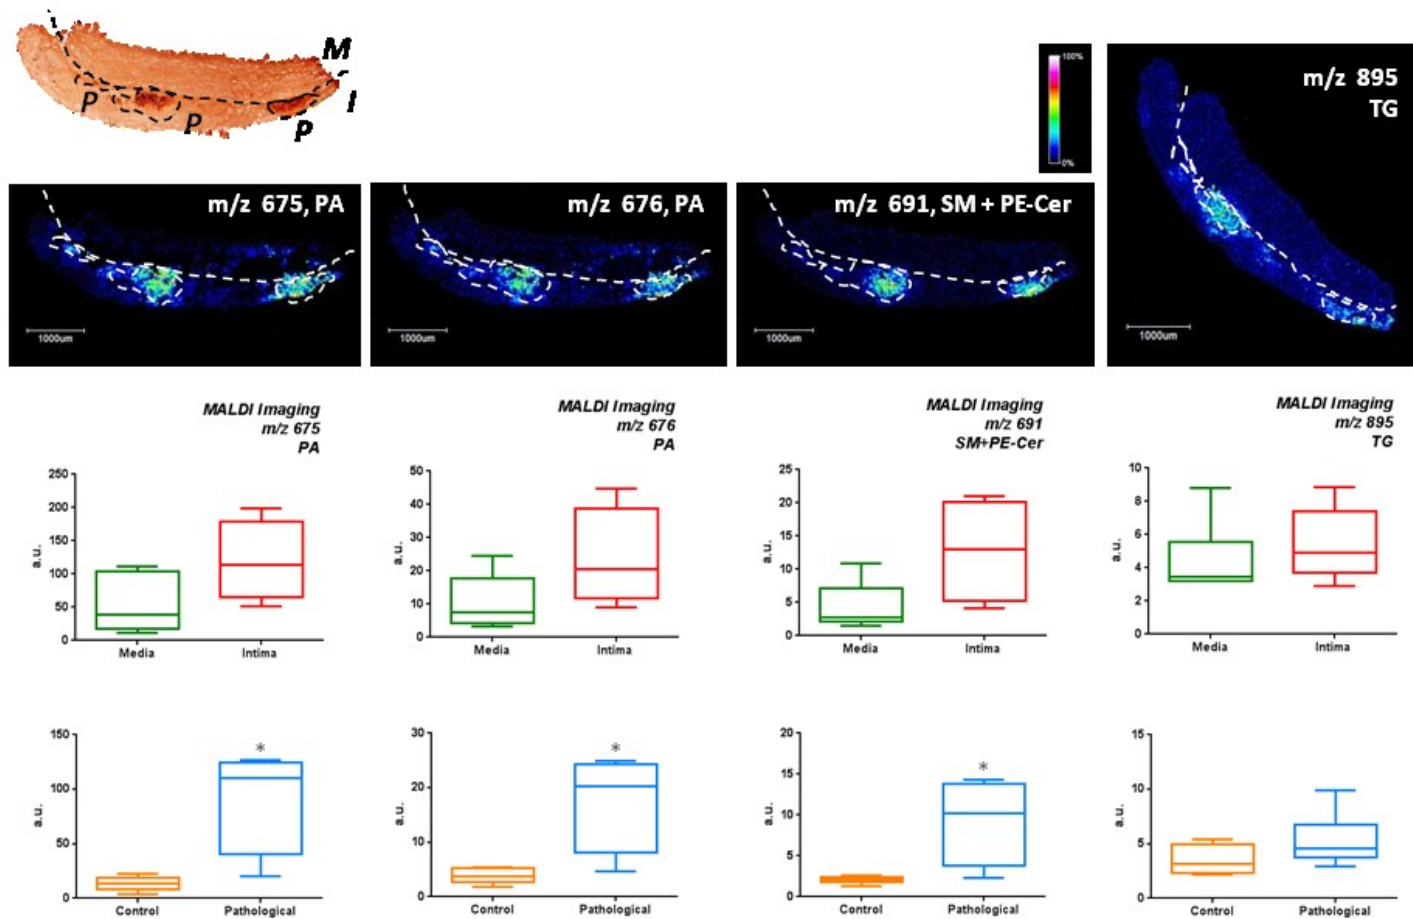 M
P
P
P
I
100%
0%
m/z 895
TG
m/z 675, PA
1000um
m/z 676, PA
1000um
m/z 691, SM + PE-Cer
1000um
1000um
MALDI Imaging
m/z 675
PA
250
200
150
100
50
0
a.u.
Media
Intima
MALDI Imaging
m/z 676
PA
50
40
30
20
10
0
a.u.
Media
Intima
MALDI Imaging
m/z 691
SM+PE-Cer
25
20
15
10
5
0
a.u.
Media
Intima
MALDI Imaging
m/z 895
TG
10
8
6
4
2
0
a.u.
Media
Intima
150
100
50
0
a.u.
*
Control
Pathological
30
20
10
0
a.u.
*
Control
Pathological
20
15
10
5
0
a.u.
*
Control
Pathological
15
10
5
0
a.u.
Control
Pathological